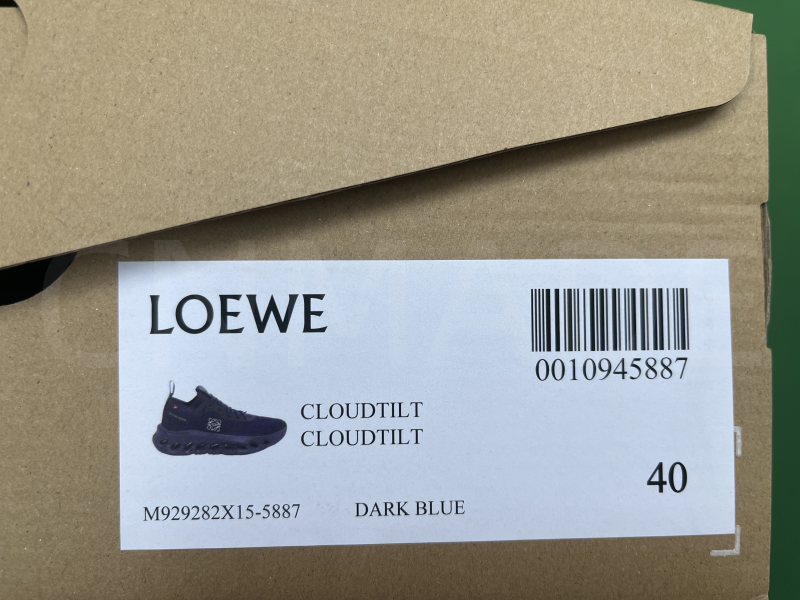 LOEWE
0010945887
CLOUDTILT
CLOUDTILT
40
M929282X15-5887
DARK BLUE